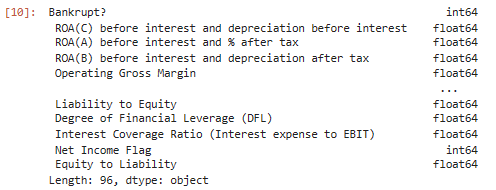 [10]: Bankrupt? int64
ROA(C) before interest and depreciation before interest float64
ROA(A) before interest and % after tax float64
ROA(B) before interest and depreciation after tax float64
Operating Gross Margin float64
...
Liability to Equity float64
Degree of Financial Leverage (DFL) float64
Interest Coverage Ratio (Interest expense to EBIT) float64
Net Income Flag int64
Equity to Liability float64
Length: 96, dtype: object